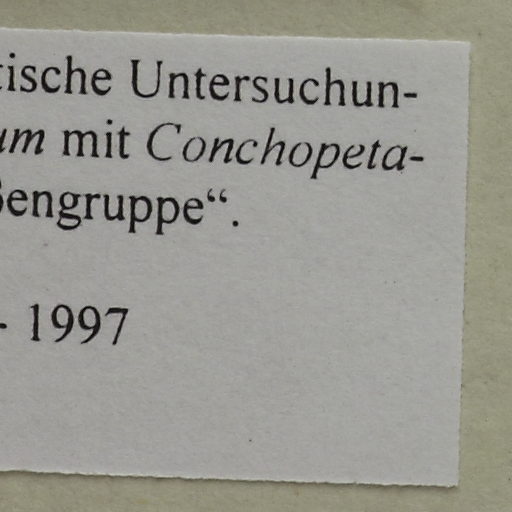 tische Untersuchun-
um mit Conchopeta-
ßengruppe“.
- 1997